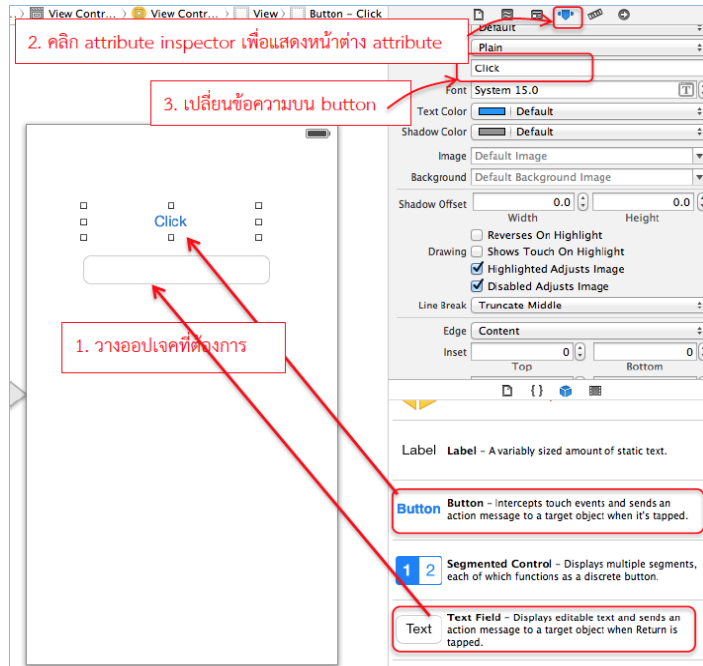 View Contr... View Contr... View Button – Click
2. คลิก attribute inspector เพื่อแสดงหน้าต่าง attribute
Default
Plain
Click
3. เปลี่ยนข้อความบน button
Font System 15.0 T
Text Color Default
Shadow Color Default
Image Default Image
Background Default Background Image
Shadow Offset 0.0 0.0
Width Height
Reverses On Highlight
Drawing Shows Touch On Highlight
Highlighted Adjusts Image
Disabled Adjusts Image
Line Break Truncate Middle
Edge Content
Inset 0 0
Top Bottom
Click
1. วางออปเจคที่ต้องการ
{ }
Label Label – A variably sized amount of static text.
Button Button – Intercepts touch events and sends an
action message to a target object when it's tapped.
1 2 Segmented Control – Displays multiple segments,
each of which functions as a discrete button.
Text Text Field – Displays editable text and sends an
action message to a target object when Return is
tapped.